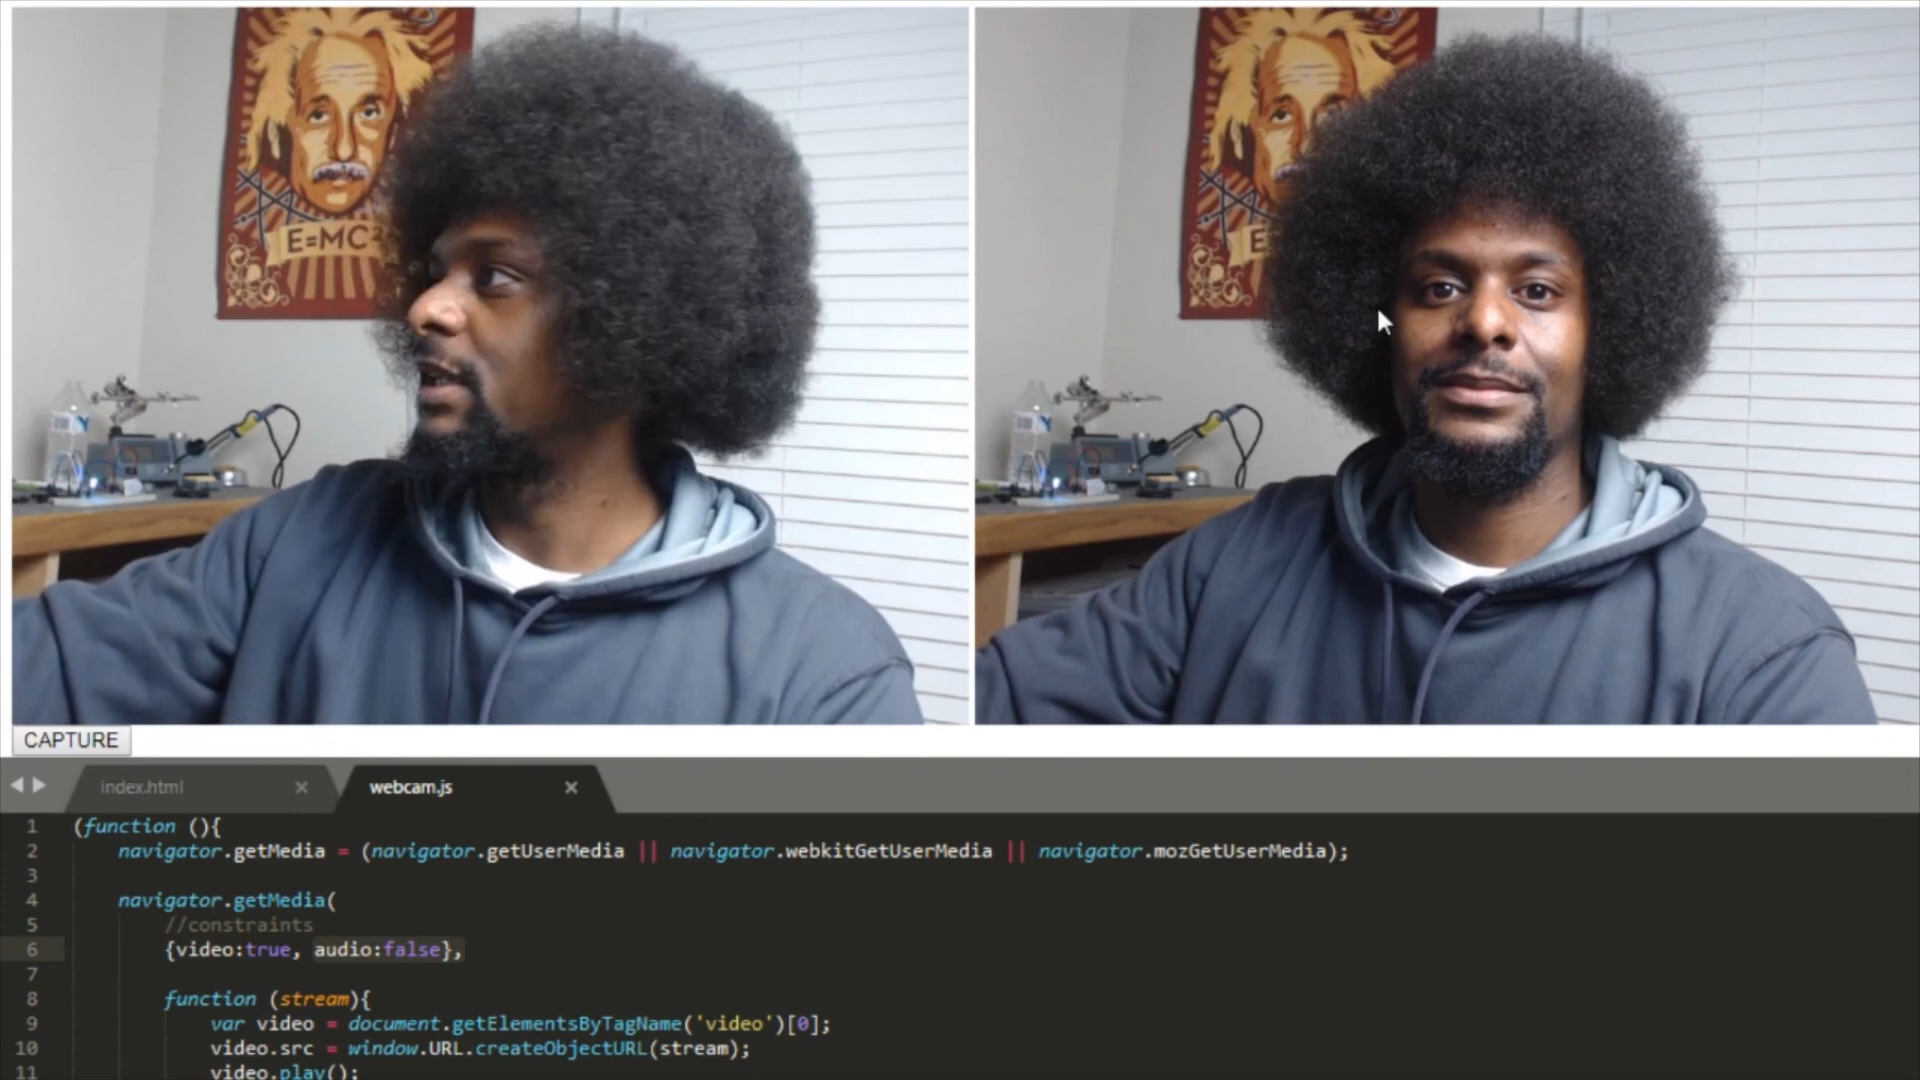 E=MC²
E
CAPTURE
index.html
webcam.js
1 (function (){
2 navigator.getMedia = (navigator.getUserMedia || navigator.webkitGetUserMedia || navigator.mozGetUserMedia);
3
4 navigator.getMedia(
5 //constraints
6 {video:true, audio:false},
7
8 function (stream){
9 var video = document.getElementsByTagName('video')[0];
10 video.src = window.URL.createObjectURL(stream);
11 video.play();